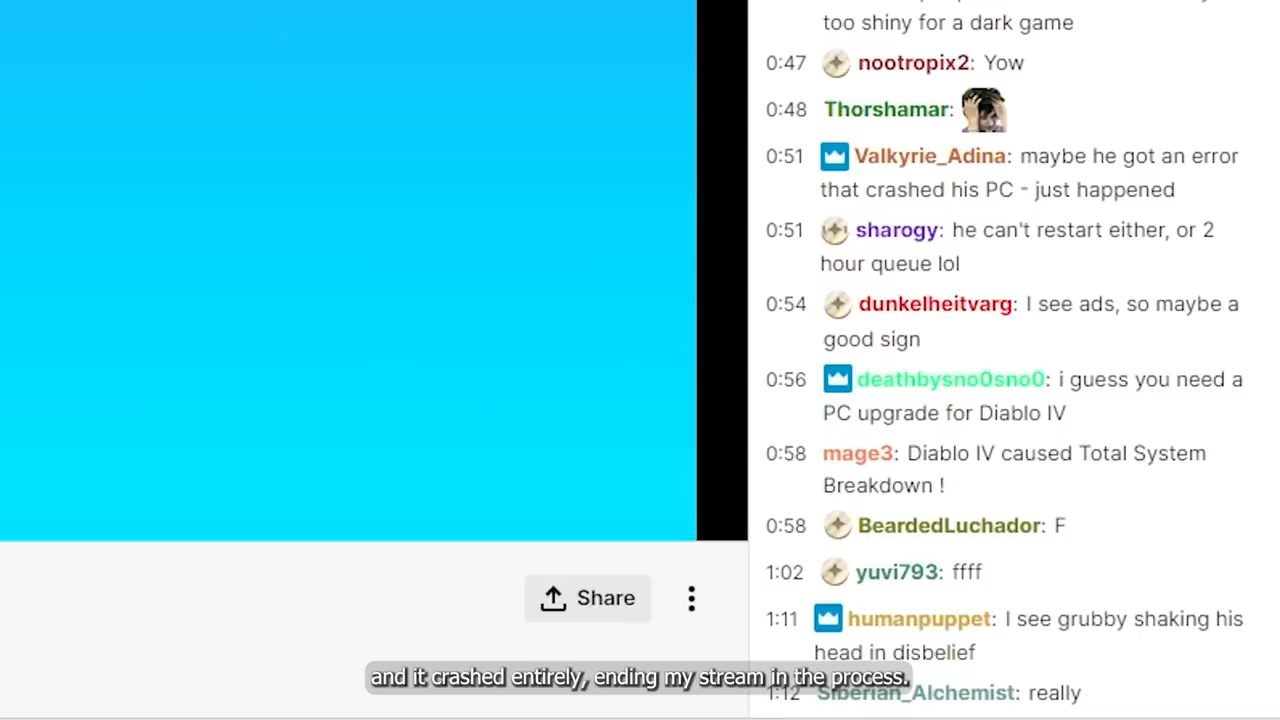 too shiny for a dark game
0:47 nootropix2: Yow
0:48 Thorshamar:
0:51 Valkyrie_Adina: maybe he got an error
that crashed his PC - just happened
0:51 sharogy: he can't restart either, or 2
hour queue lol
0:54 dunkelheitvarg: I see ads, so maybe a
good sign
0:56 deathbysno0sno0: i guess you need a
PC upgrade for Diablo IV
0:58 mage3: Diablo IV caused Total System
Breakdown !
0:58 BeardedLuchador: F
1:02 yuvi793: ffff
Share
1:11 humanpuppet: I see grubby shaking his
head in disbelief
and it crashed entirely, ending my stream in the process.
1:12 Siberian_Alchemist: really